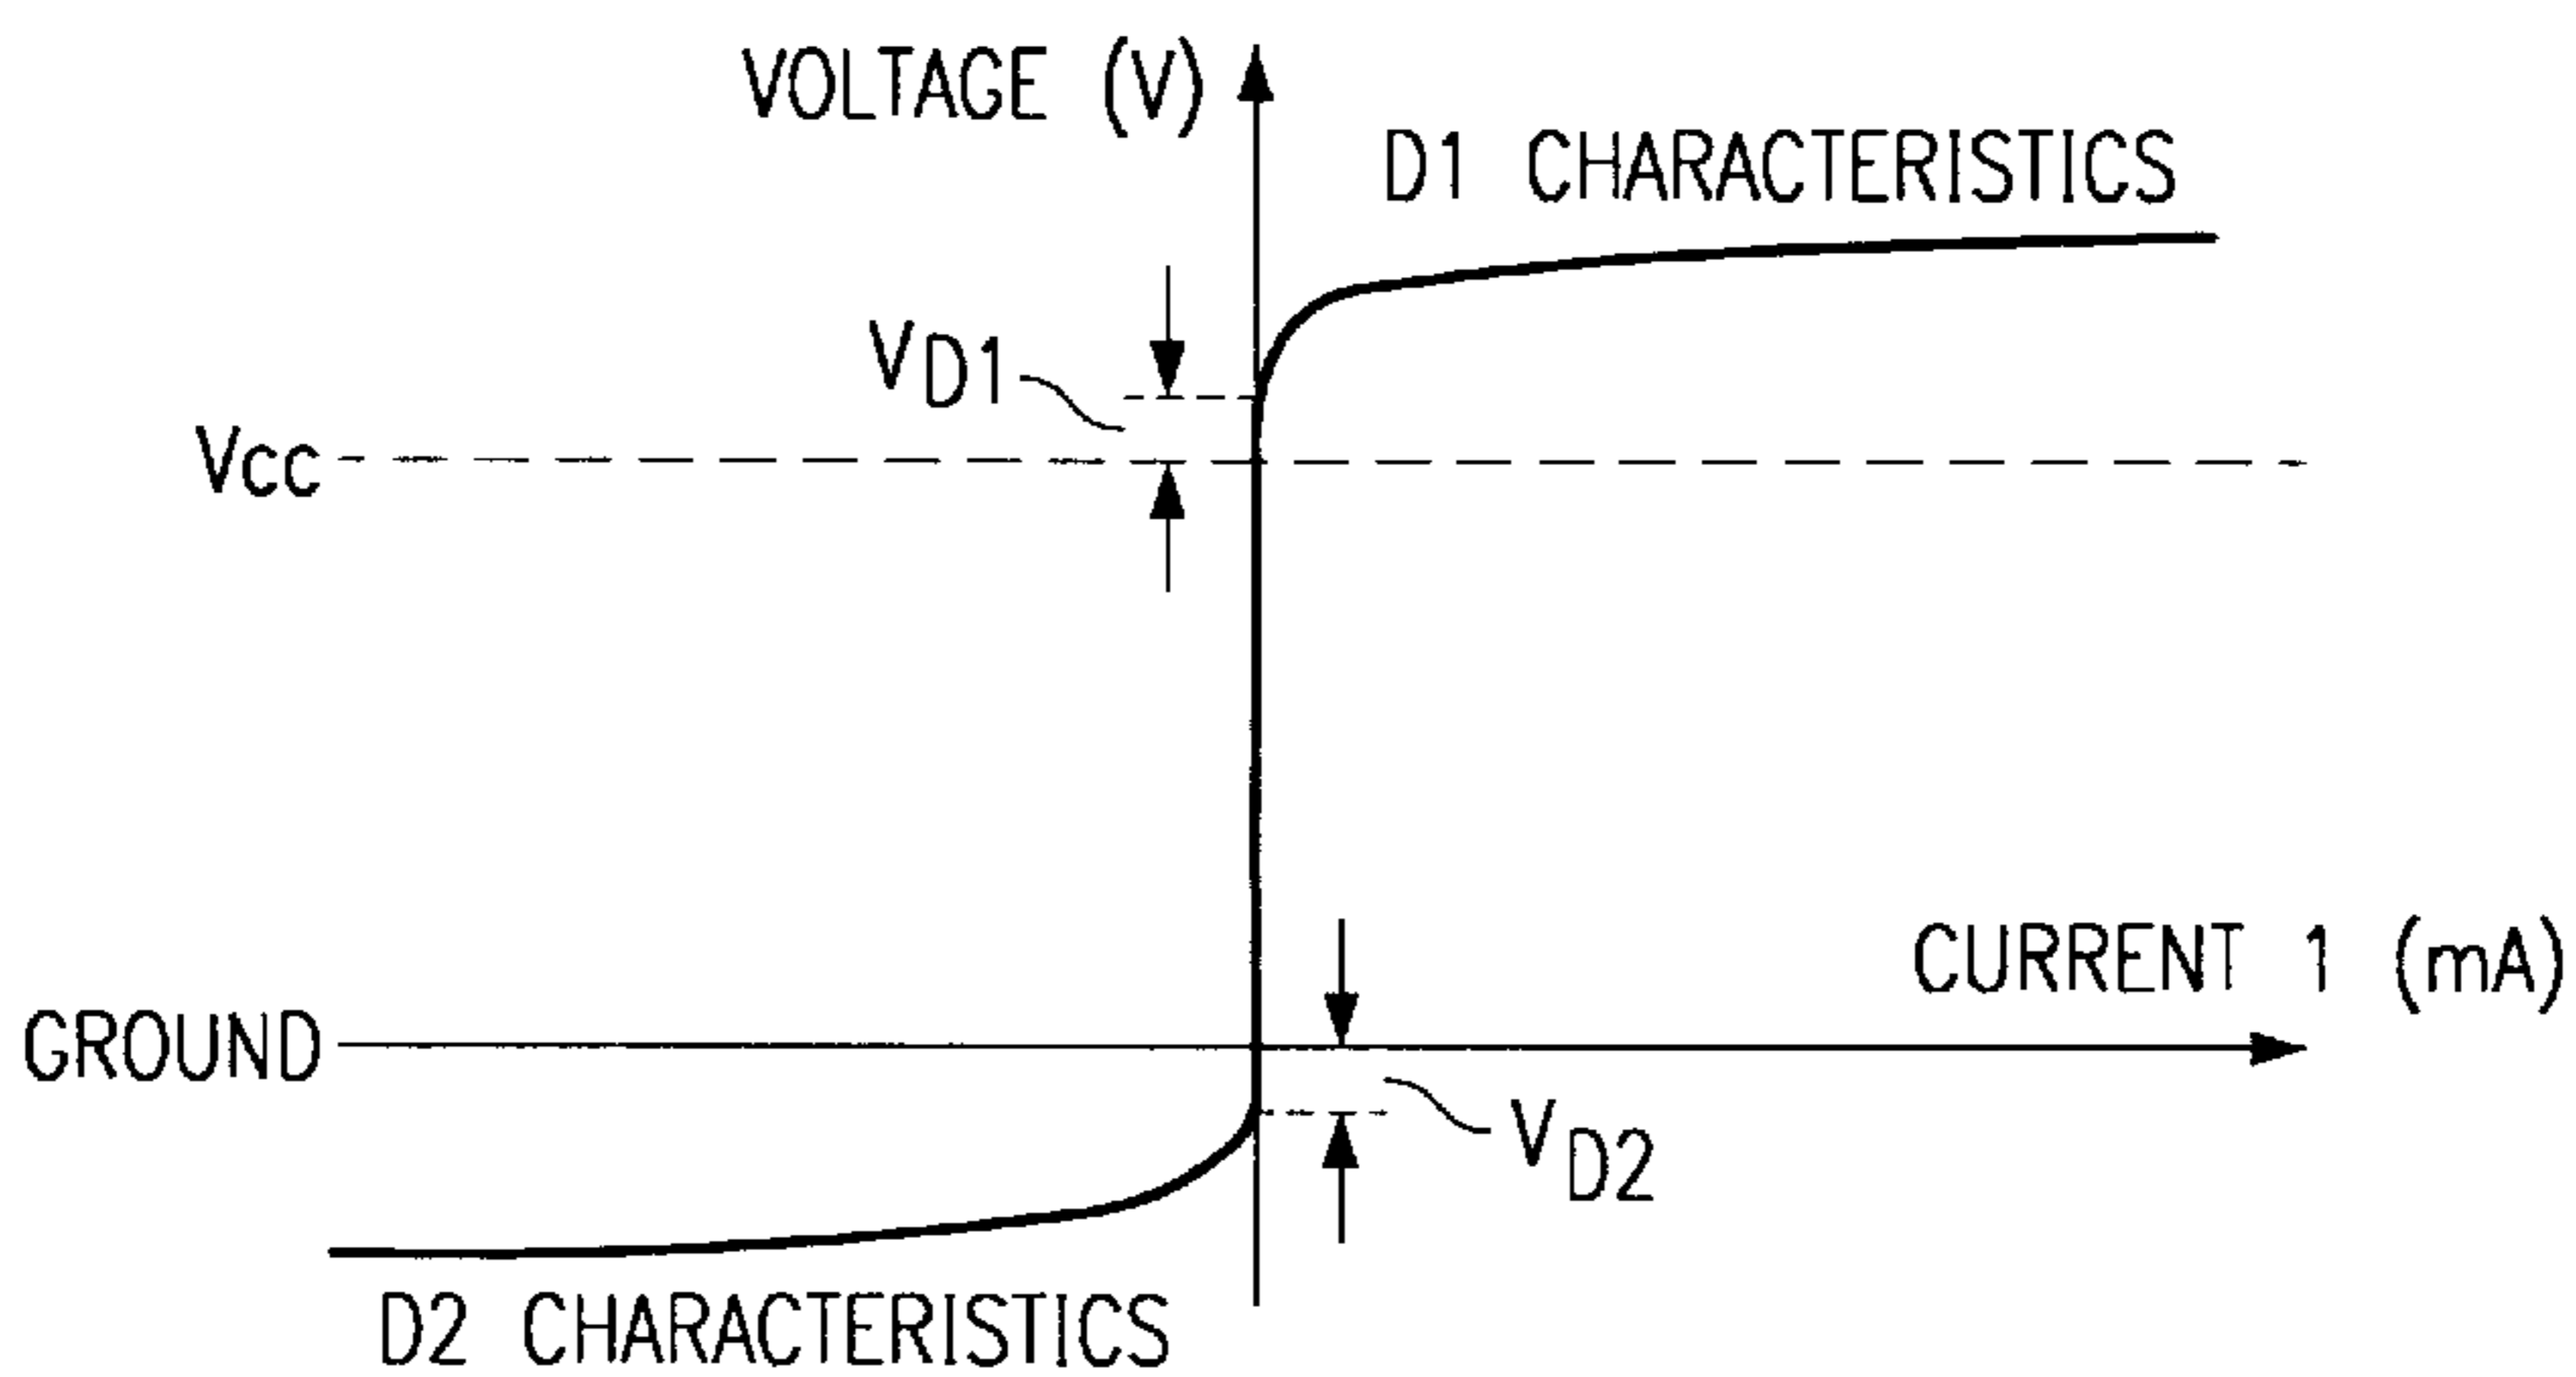 VOLTAGE (V)
D1 CHARACTERISTICS
VD1
Vcc
CURRENT 1 (mA)
GROUND
VD2
D2 CHARACTERISTICS